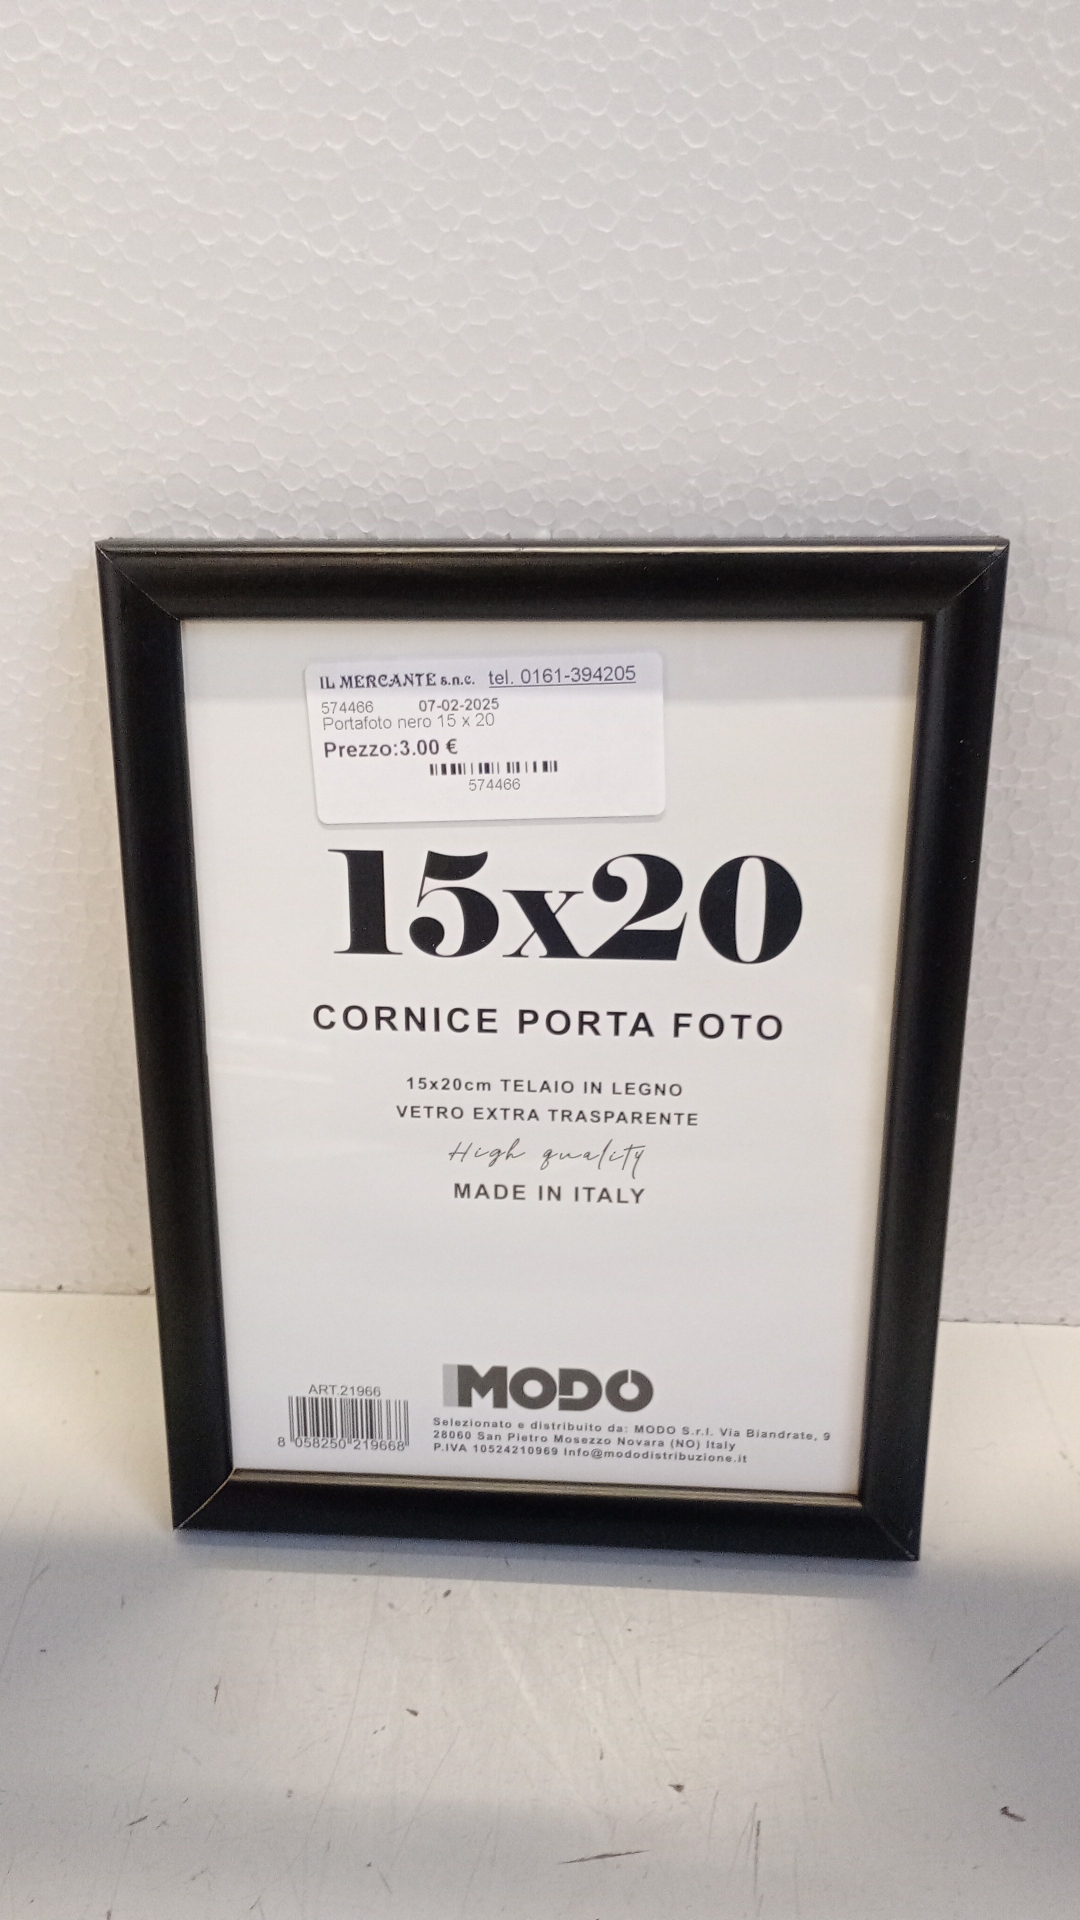 IL MERCANTE s.n.c. tel. 0161-394205
574466 07-02-2025
Portafoto nero 15 x 20
Prezzo:3.00 €
574466
15x20
CORNICE PORTA FOTO
15x20cm TELAIO IN LEGNO
VETRO EXTRA TRASPARENTE
High quality
MADE IN ITALY
MODO
ART.21966
8 058250 219668
Selezionato e distribuito da: MODO S.r.l. Via Biandrate, 9
28060 San Pietro Mosezzo Novara (NO) Italy
P.IVA 10524210969 Info@mododistribuzione.it